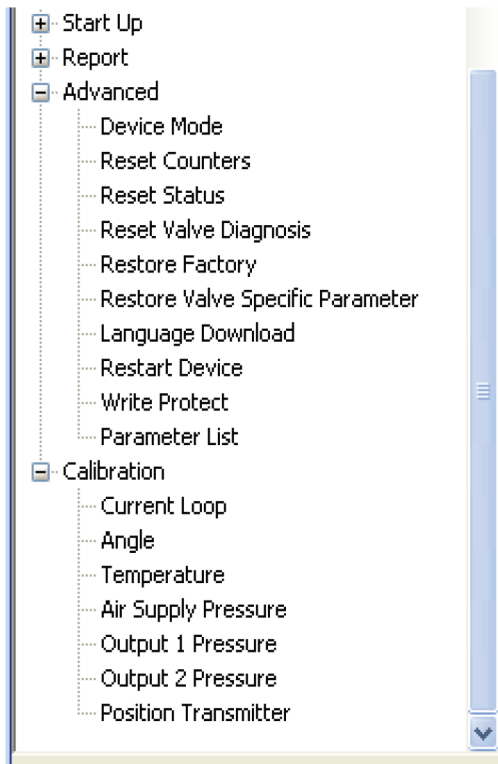 Start Up
Report
Advanced
Device Mode
Reset Counters
Reset Status
Reset Valve Diagnosis
Restore Factory
Restore Valve Specific Parameter
Language Download
Restart Device
Write Protect
Parameter List
Calibration
Current Loop
Angle
Temperature
Air Supply Pressure
Output 1 Pressure
Output 2 Pressure
Position Transmitter